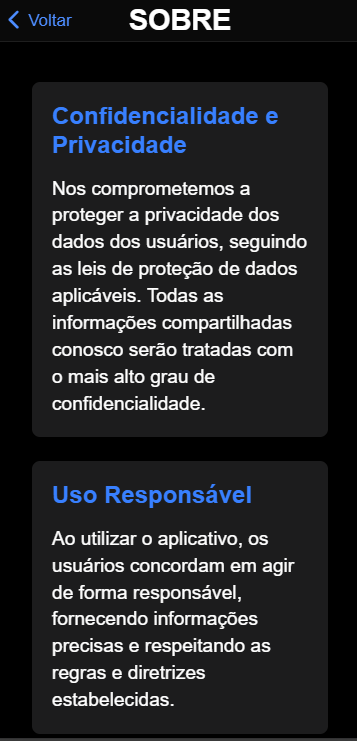 Voltar
SOBRE
Confidencialidade e
Privacidade
Nos comprometemos a
proteger a privacidade dos
dados dos usuários, seguindo
as leis de proteção de dados
aplicáveis. Todas as
informações compartilhadas
conosco serão tratadas com
o mais alto grau de
confidencialidade.
Uso Responsável
Ao utilizar o aplicativo, os
usuários concordam em agir
de forma responsável,
fornecendo informações
precisas e respeitando as
regras e diretrizes
estabelecidas.